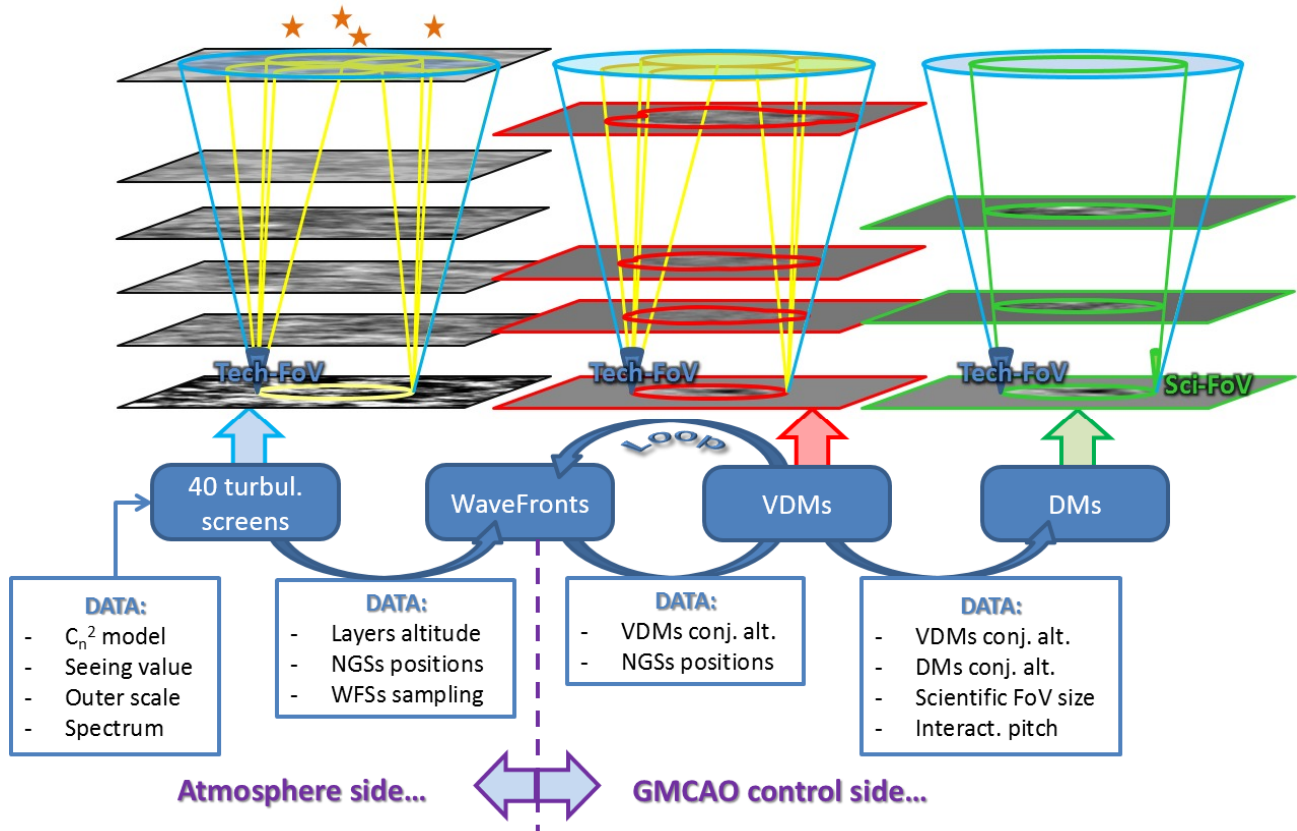 Tech-FoV
Tech-FoV
Tech-FoV
Sci-FoV
Loop
40 turbul.
screens
WaveFronts
VDMs
DMs
DATA:
- Cn² model
- Seeing value
- Outer scale
- Spectrum
DATA:
- Layers altitude
- NGSs positions
- WFSs sampling
DATA:
- VDMs conj. alt.
- NGSs positions
DATA:
- VDMs conj. alt.
- DMs conj. alt.
- Scientific FoV size
- Interact. pitch
Atmosphere side...
GMCAO control side...